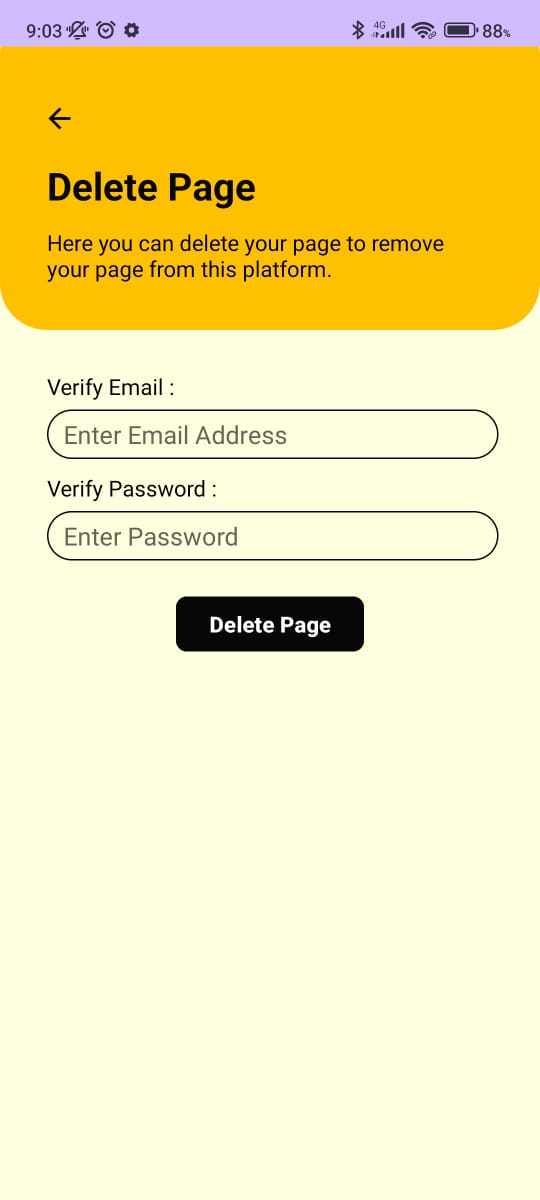 9:03 4G 88%
Delete Page
Here you can delete your page to remove
your page from this platform.
Verify Email :
Enter Email Address
Verify Password :
Enter Password
Delete Page